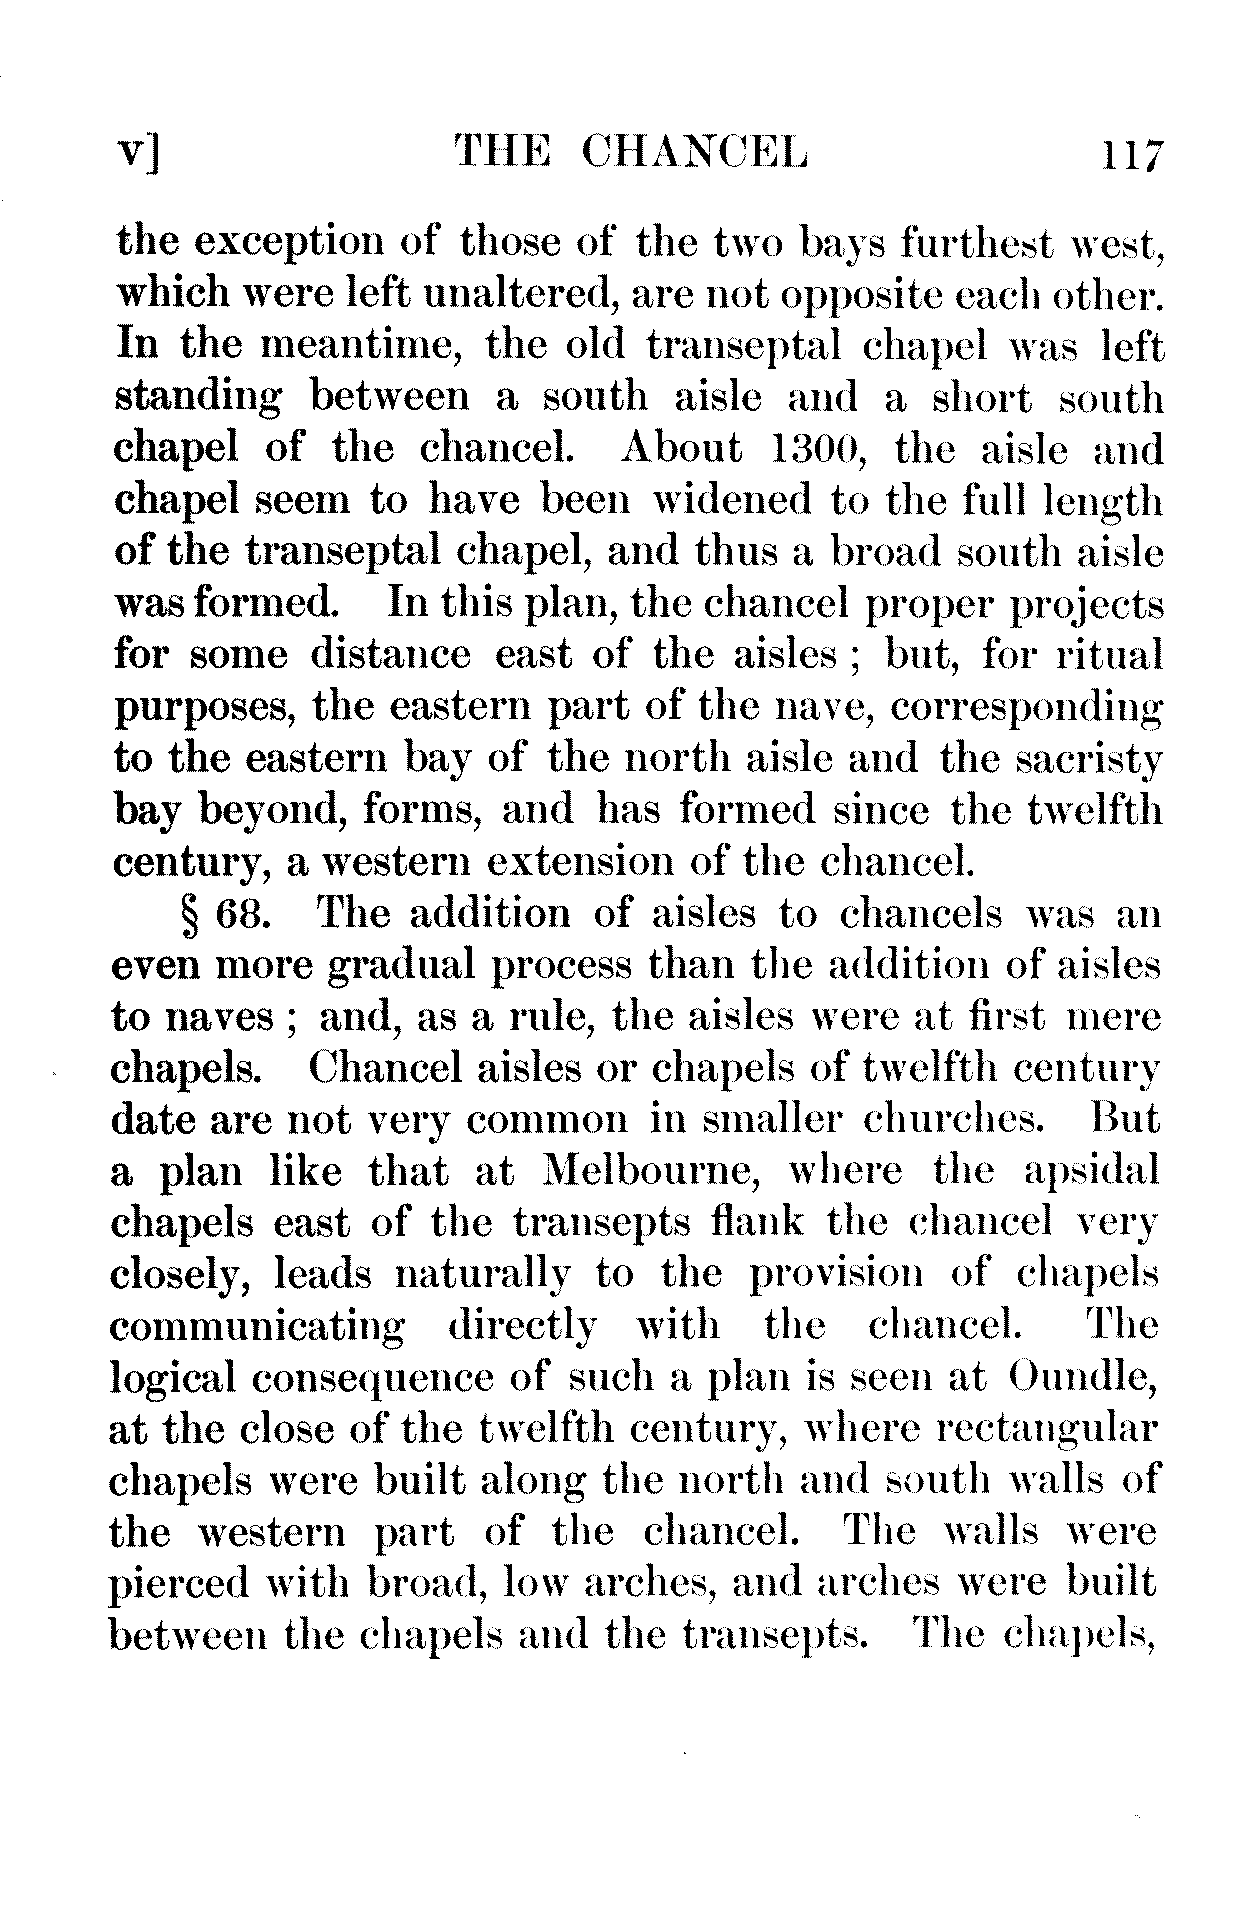 v] THE CHANCEL 117
the exception of those of the two bays furthest west,
which were left unaltered, are not opposite each other.
In the meantime, the old transeptal chapel was left
standing between a south aisle and a short south
chapel of the chancel. About 1300, the aisle and
chapel seem to have been widened to the full length
of the transeptal chapel, and thus a broad south aisle
was formed. In this plan, the chancel proper projects
for some distance east of the aisles ; but, for ritual
purposes, the eastern part of the nave, corresponding
to the eastern bay of the north aisle and the sacristy
bay beyond, forms, and has formed since the twelfth
century, a western extension of the chancel.
§ 68. The addition of aisles to chancels was an
even more gradual process than the addition of aisles
to naves ; and, as a rule, the aisles were at first mere
chapels. Chancel aisles or chapels of twelfth century
date are not very common in smaller churches. But
a plan like that at Melbourne, where the apsidal
chapels east of the transepts flank the chancel very
closely, leads naturally to the provision of chapels
communicating directly with the chancel. The
logical consequence of such a plan is seen at Oundle,
at the close of the twelfth century, where rectangular
chapels were built along the north and south walls of
the western part of the chancel. The walls were
pierced with broad, low arches, and arches were built
between the chapels and the transepts. The chapels,